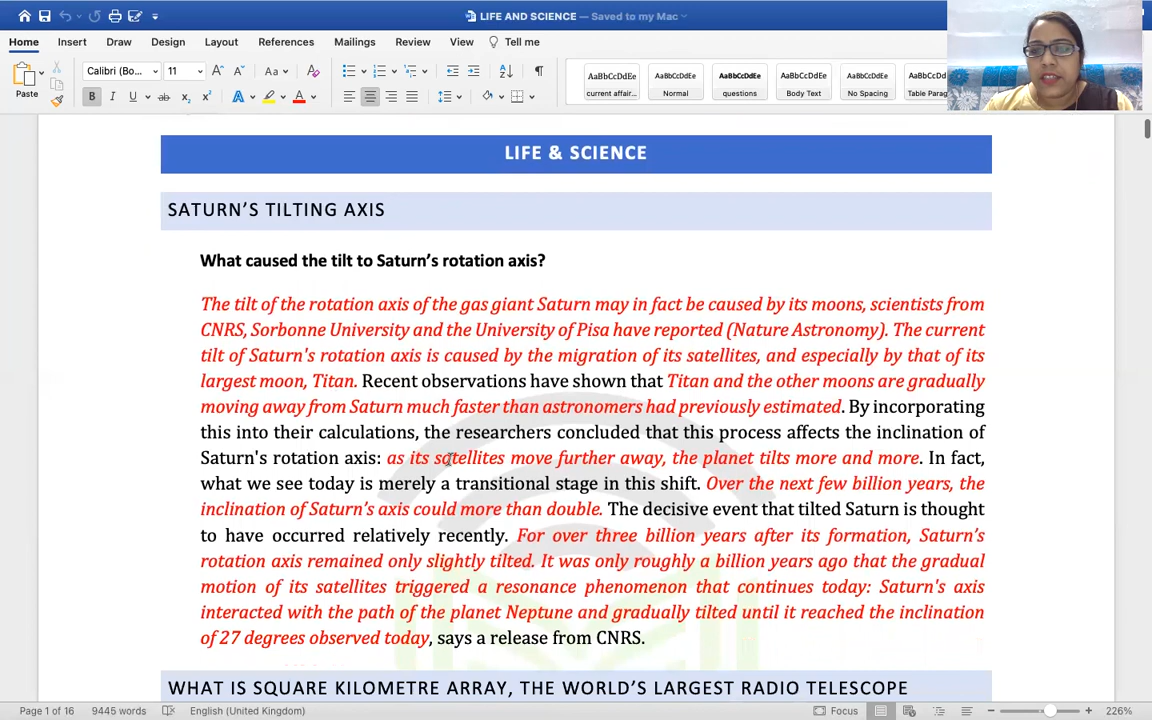 LIFE AND SCIENCE — Saved to my Mac
Home Insert Draw Design Layout References Mailings Review View Tell me
Paste
Calibri (Bo... 11
AaBbCcDdEe AaBbCcDdEe AaBbCcDdEe AaBbCcDdEe AaBbCcDdEe AaBbCcDd
current affair... Normal questions Body Text No Spacing Table Parag
LIFE & SCIENCE
SATURN’S TILTING AXIS
What caused the tilt to Saturn’s rotation axis?
The tilt of the rotation axis of the gas giant Saturn may in fact be caused by its moons, scientists from
CNRS, Sorbonne University and the University of Pisa have reported (Nature Astronomy). The current
tilt of Saturn's rotation axis is caused by the migration of its satellites, and especially by that of its
largest moon, Titan. Recent observations have shown that Titan and the other moons are gradually
moving away from Saturn much faster than astronomers had previously estimated. By incorporating
this into their calculations, the researchers concluded that this process affects the inclination of
Saturn's rotation axis: as its satellites move further away, the planet tilts more and more. In fact,
what we see today is merely a transitional stage in this shift. Over the next few billion years, the
inclination of Saturn’s axis could more than double. The decisive event that tilted Saturn is thought
to have occurred relatively recently. For over three billion years after its formation, Saturn’s
rotation axis remained only slightly tilted. It was only roughly a billion years ago that the gradual
motion of its satellites triggered a resonance phenomenon that continues today: Saturn's axis
interacted with the path of the planet Neptune and gradually tilted until it reached the inclination
of 27 degrees observed today, says a release from CNRS.
WHAT IS SQUARE KILOMETRE ARRAY, THE WORLD’S LARGEST RADIO TELESCOPE
Page 1 of 16 9445 words English (United Kingdom) Focus 226%